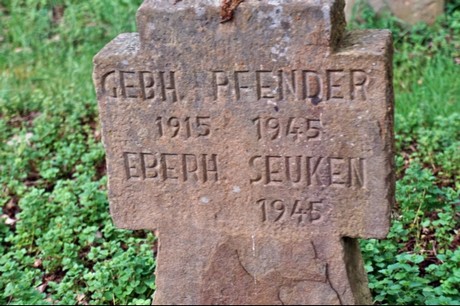 GEBH. PFENDER
1915 1945
EBERH. SEUKEN
1945